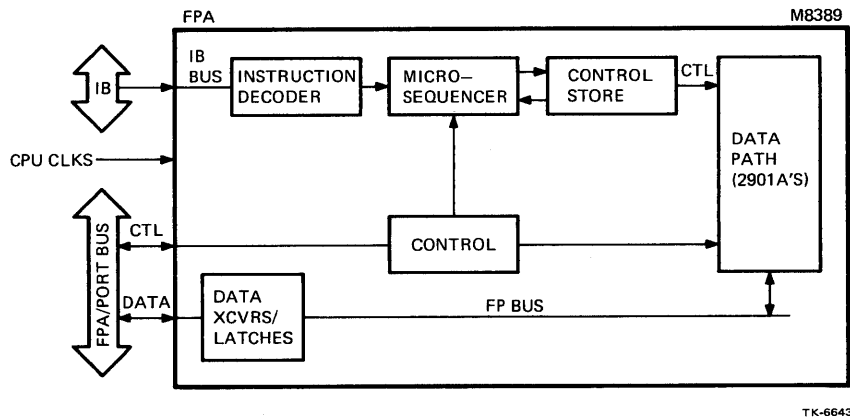 FPA
M8389
IB
IB
BUS
INSTRUCTION
DECODER
MICRO—
SEQUENCER
CONTROL
STORE
CTL
DATA
PATH
(2901A'S)
CPU CLKS
FPA/PORT BUS
CTL
CONTROL
DATA
DATA
XCVRS/
LATCHES
FP BUS
TK-6643